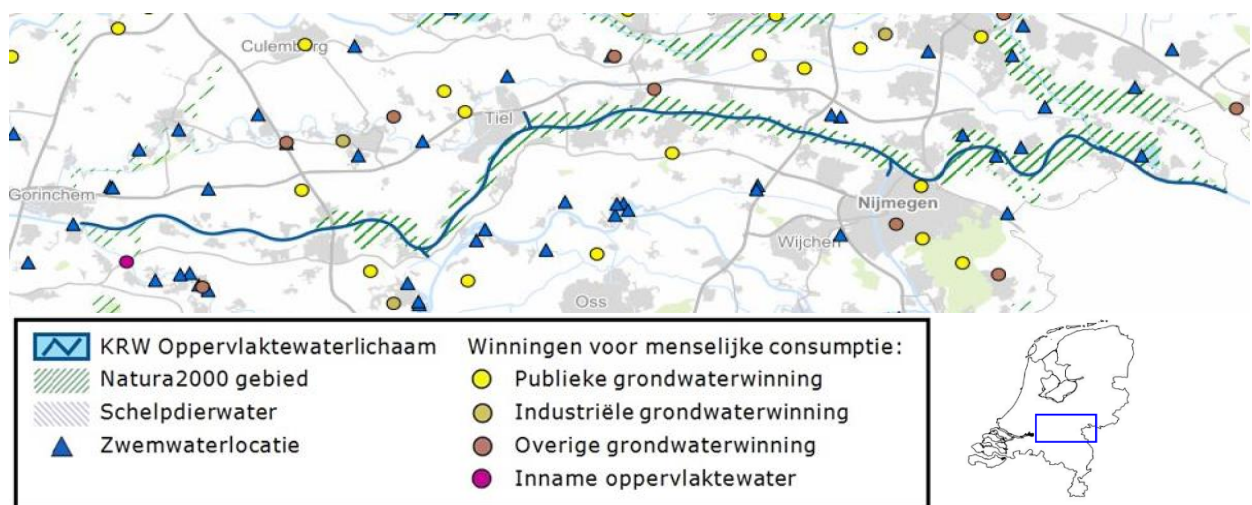 Culemborg
Tiel
Gorinchem
Nijmegen
Wijchen
Oss
KRW Oppervlaktewaterlichaam
Natura2000 gebied
Schelpdierwater
Zwemwaterlocatie
Winningen voor menselijke consumptie:
Publieke grondwaterwinning
Industriële grondwaterwinning
Overige grondwaterwinning
Inname oppervlaktewater